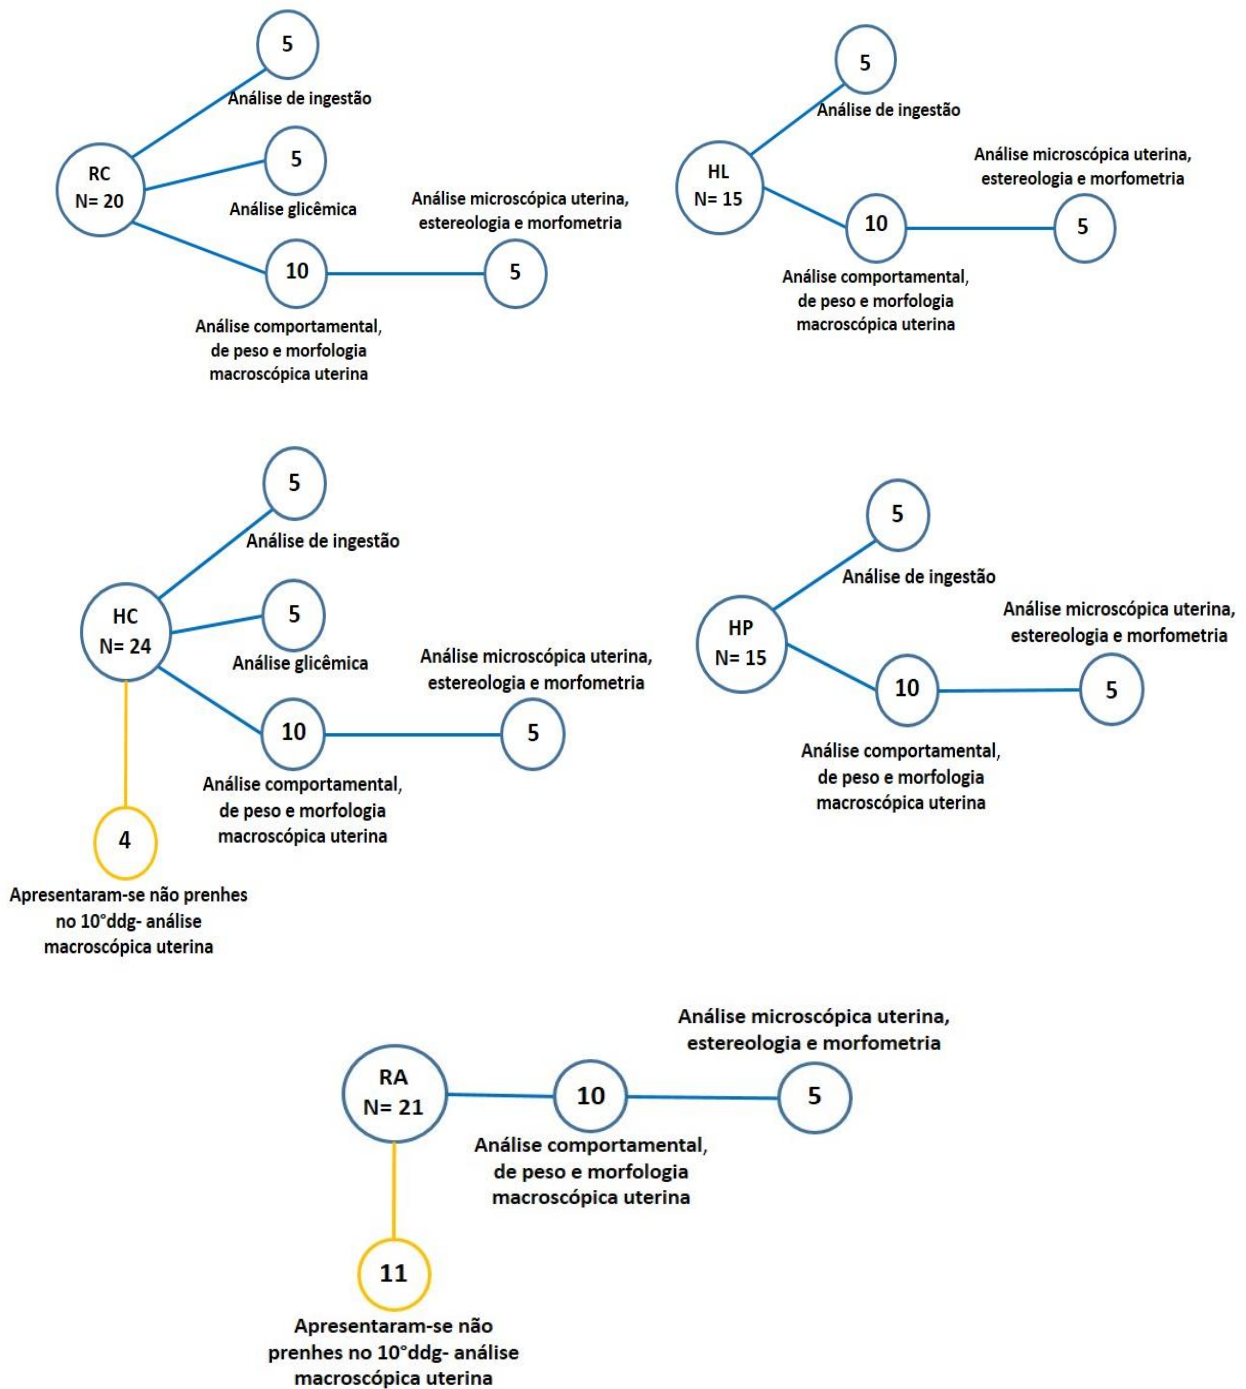 5
Análise de ingestão
RC
N= 20
5
Análise glicêmica
10
Análise comportamental,
de peso e morfologia
macroscópica uterina
Análise microscópica uterina,
estereologia e morfometria
5
5
Análise de ingestão
HL
N= 15
10
Análise comportamental,
de peso e morfologia
macroscópica uterina
Análise microscópica uterina,
estereologia e morfometria
5
5
Análise de ingestão
HC
N= 24
5
Análise glicêmica
10
Análise comportamental,
de peso e morfologia
macroscópica uterina
Análise microscópica uterina,
estereologia e morfometria
5
4
Apresentaram-se não prenhes
no 10°ddg- análise
macroscópica uterina
5
Análise de ingestão
HP
N= 15
10
Análise comportamental,
de peso e morfologia
macroscópica uterina
Análise microscópica uterina,
estereologia e morfometria
5
RA
N= 21
10
Análise comportamental,
de peso e morfologia
macroscópica uterina
Análise microscópica uterina,
estereologia e morfometria
5
11
Apresentaram-se não
prenhes no 10°ddg- análise
macroscópica uterina